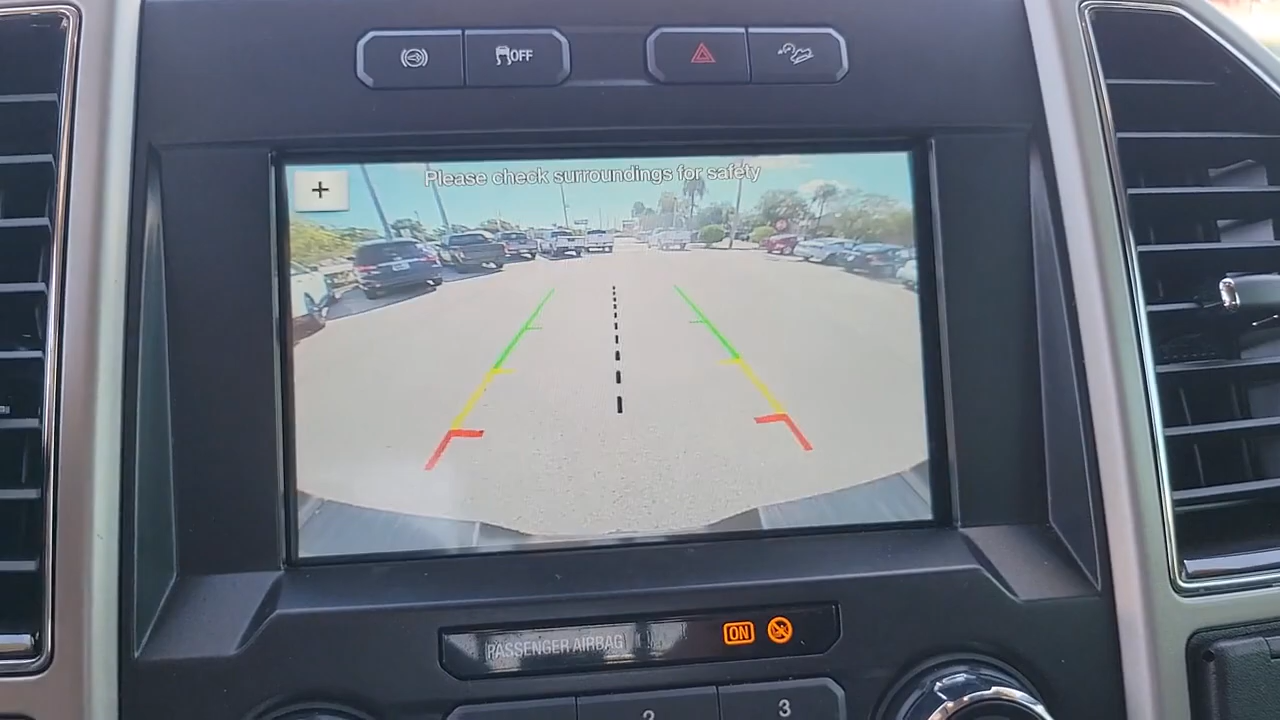 OFF
+
Please check surroundings for safety
PASSENGER AIRBAG ON
2 3